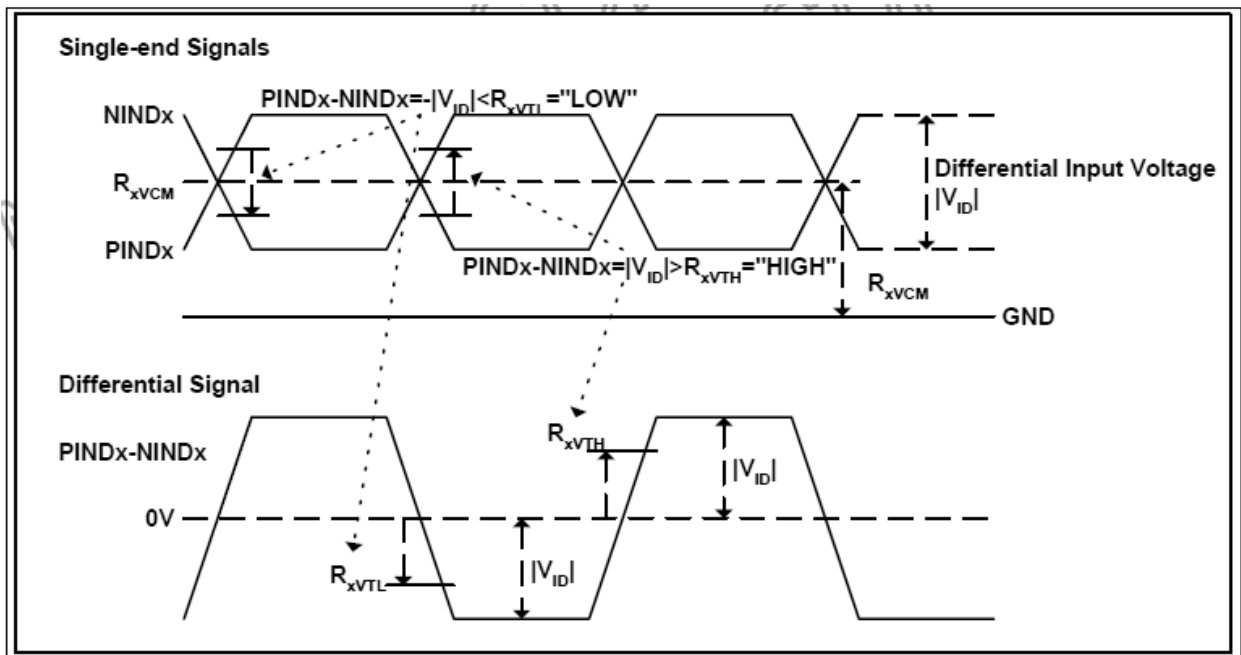 Single-end Signals
PINDx-NINDx=-|VID|<RxVTL="LOW"
NINDx
RxVCM
PINDx
Differential Input Voltage
|VID|
PINDx-NINDx=|VID|>RxVTH="HIGH"
RxVCM
GND
Differential Signal
PINDx-NINDx
RxVTH
|VID|
0V
RxVTL
|VID|